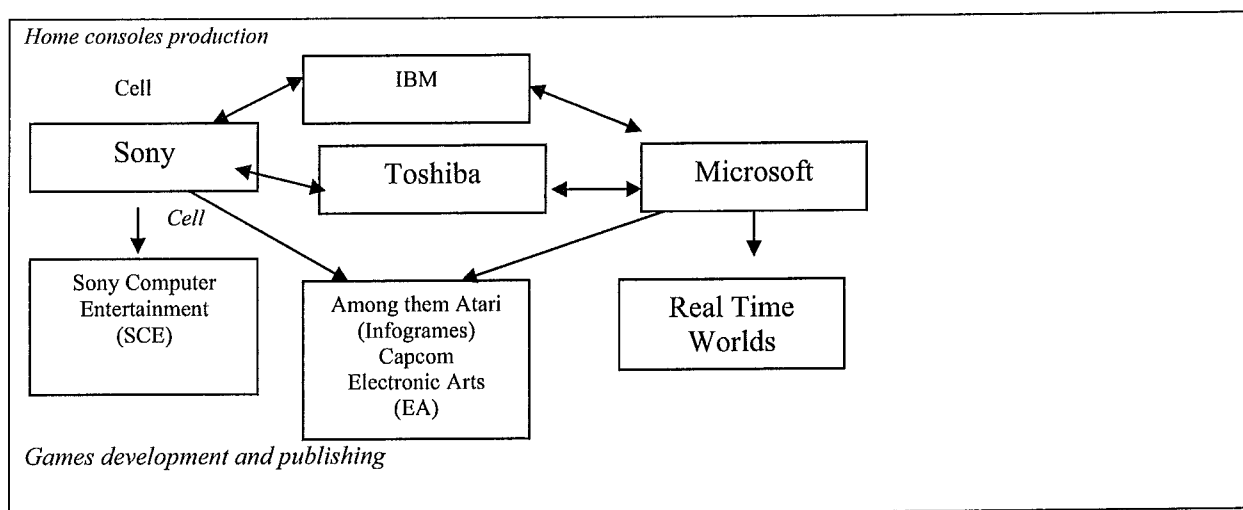 Home consoles production
Cell
IBM
Sony
Toshiba
Microsoft
Cell
Sony Computer
Entertainment
(SCE)
Among them Atari
(Infogrames)
Capcom
Electronic Arts
(EA)
Real Time
Worlds
Games development and publishing